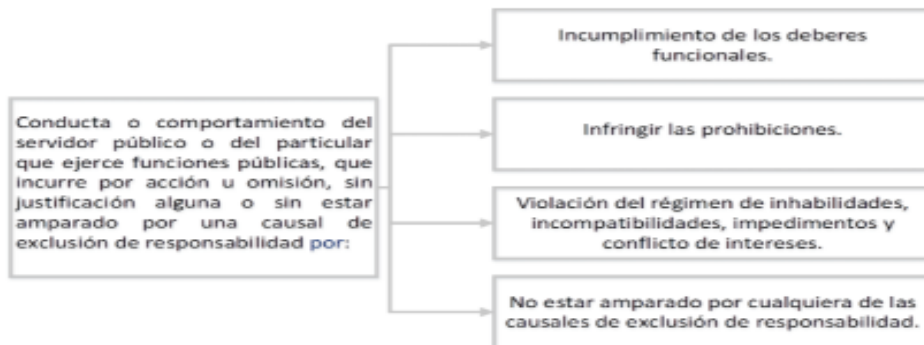 Conducta o comportamiento del
servidor público o del particular
que ejerce funciones públicas, que
incurre por acción u omisión, sin
justificación alguna o sin estar
amparado por una causal de
exclusión de responsabilidad por:
Incumplimiento de los deberes
funcionales.
Infringir las prohibiciones.
Violación del régimen de inhabilidades,
incompatibilidades, impedimentos y
conflicto de intereses.
No estar amparado por cualquiera de las
causales de exclusión de responsabilidad.